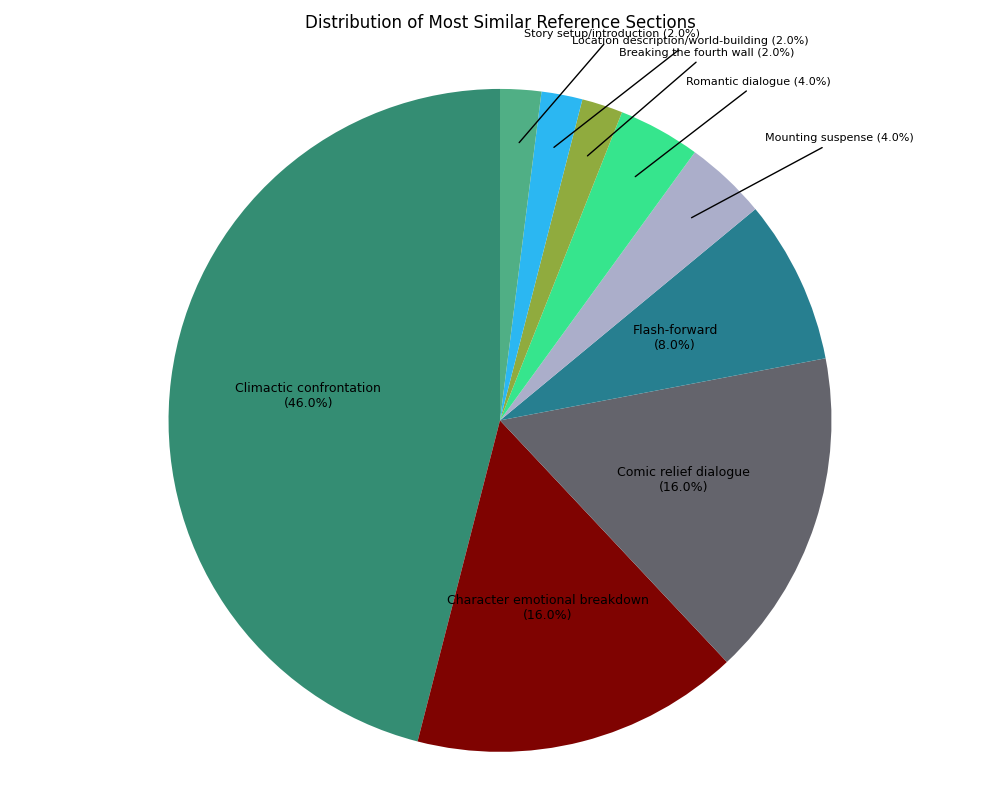 Distribution of Most Similar Reference Sections
Story setup/introduction (2.0%)
Location description/world-building (2.0%)
Breaking the fourth wall (2.0%)
Romantic dialogue (4.0%)
Mounting suspense (4.0%)
Flash-forward
(8.0%)
Climactic confrontation
(46.0%)
Comic relief dialogue
(16.0%)
Character emotional breakdown
(16.0%)